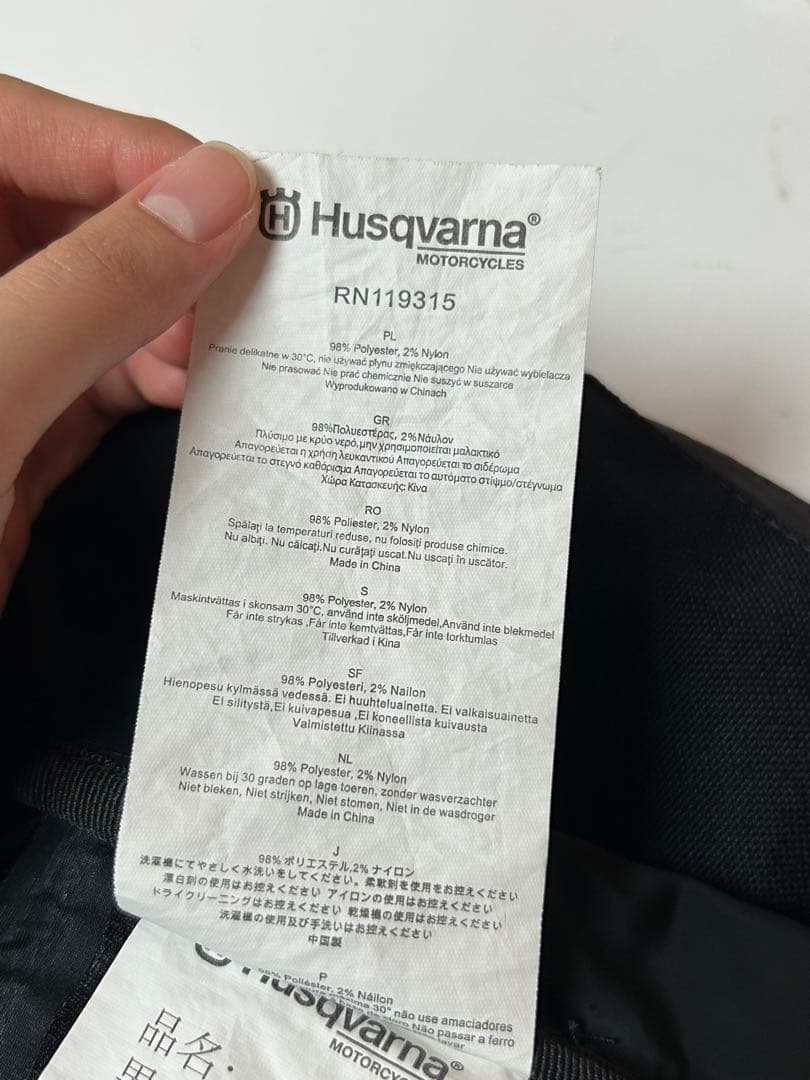 Husqvarna®
MOTORCYCLES
RN119315
PL
98% Polyester, 2% Nylon
Pranie delikatne w 30°C, nie używać płynu zmiękczającego Nie używać wybielacza
Nie prasować Nie prać chemicznie Nie suszyć w suszarce
Wyprodukowano w Chinach
GR
98%Πολυεστέρας, 2%Νάυλον
Πλύσιμο με κρύο νερό,μην χρησιμοποιείται μαλακτικό
Απαγορεύεται η χρήση λευκαντικού Απαγορεύεται το σιδέρωμα
Απαγορεύεται το στεγνό καθάρισμα Απαγορεύεται το αυτόματο στίψιμο/στέγνωμα
Χώρα Κατασκευής: Κίνα
RO
98% Poliester, 2% Nylon
Spălați la temperaturi reduse, nu folosiți produse chimice.
Nu albiți. Nu călcați.Nu curățați uscat.Nu uscați în uscător.
Made in China
S
98% Polyester, 2% Nylon
Maskintvättas i skonsam 30°C, använd inte sköljmedel,Använd inte blekmedel
Får inte strykas ,Får inte kemtvättas,Får inte torktumlas
Tillverkad i Kina
SF
98% Polyesteri, 2% Nailon
Hienopesu kylmässä vedessä. Ei huuhteluainetta. Ei valkaisuainetta
Ei silitystä,Ei kuivapesua ,Ei koneellista kuivausta
Valmistettu Kiinassa
NL
98% Polyester, 2% Nylon
Wassen bij 30 graden op lage toeren, zonder wasverzachter
Niet bleken, Niet strijken, Niet stomen, Niet in de wasdroger
Made in China
J
98% ポリエステル,2% ナイロン
洗濯機にてやさしく水洗いをしてください。柔軟剤を使用をお控えください
漂白剤の使用はお控えください アイロンの使用はお控えください
ドライクリーニングはお控えください 乾燥機の使用はお控えください
洗濯機の使用及び手洗いはお控えください
中国製
P
98% Poliéster, 2% Náilon
30° não use amaciadores
Não passar a ferro
lavar
Husqvarna®
MOTORCYC
品名: